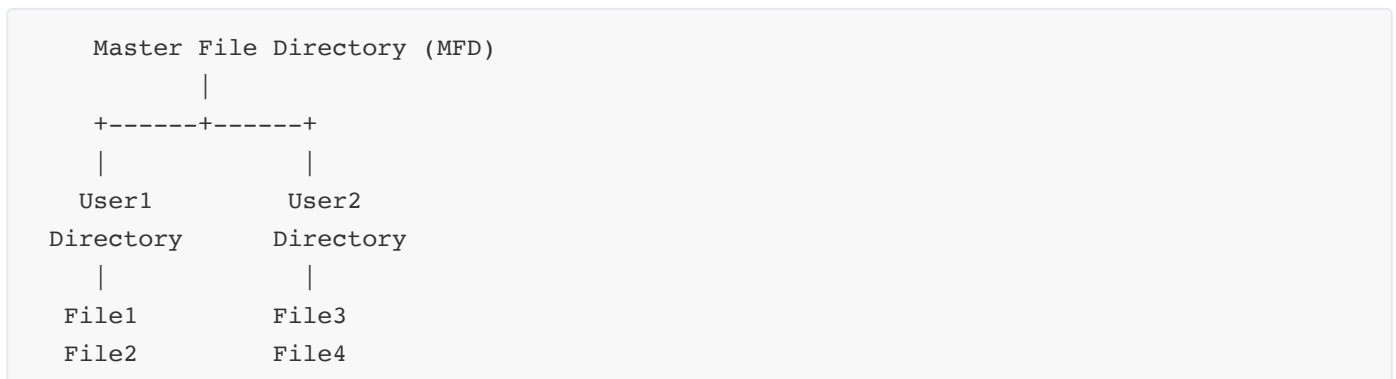 Master File Directory (MFD)
|
+------+------+
| |
User1 User2
Directory Directory
| |
File1 File3
File2 File4